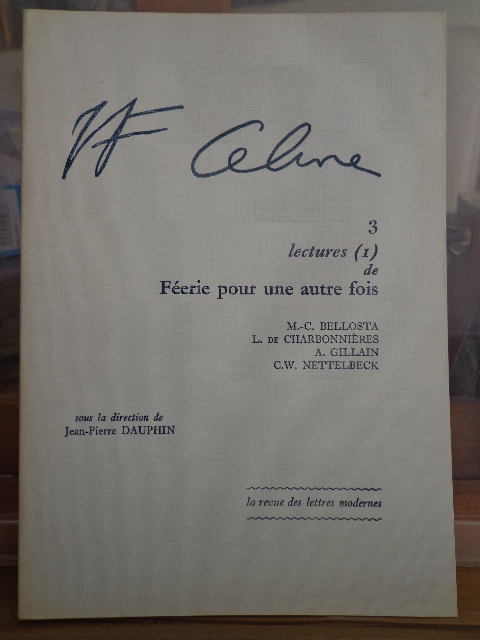 LF Celine
3
lectures (1)
de
Féerie pour une autre fois
M.-C. BELLOSTA
L. DE CHARBONNIÈRES
A. GILLAIN
C.W. NETTELBECK
sous la direction de
Jean-Pierre DAUPHIN
la revue des lettres modernes